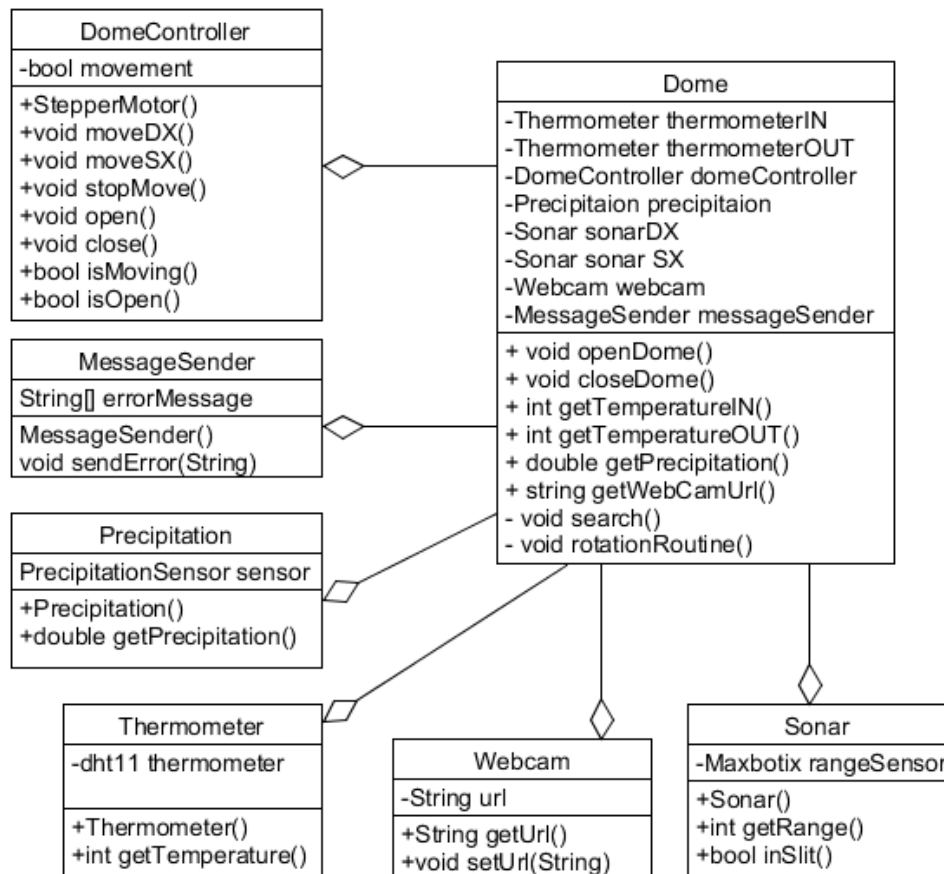 DomeController
-bool movement
+StepperMotor()
+void moveDX()
+void moveSX()
+void stopMove()
+void open()
+void close()
+bool isMoving()
+bool isOpen()
Dome
-Thermometer thermometerIN
-Thermometer thermometerOUT
-DomeController domeController
-Precipitaion precipitaion
-Sonar sonarDX
-Sonar sonar SX
-Webcam webcam
-MessageSender messageSender
+ void openDome()
+ void closeDome()
+ int getTemperatureIN()
+ int getTemperatureOUT()
+ double getPrecipitation()
+ string getWebCamUrl()
- void search()
- void rotationRoutine()
MessageSender
String[] errorMessage
MessageSender()
void sendError(String)
Precipitation
PrecipitationSensor sensor
+Precipitation()
+double getPrecipitation()
Thermometer
-dht11 thermometer
+Thermometer()
+int getTemperature()
Webcam
-String url
+String getUrl()
+void setUrl(String)
Sonar
-Maxbotix rangeSensor
+Sonar()
+int getRange()
+bool inSlit()